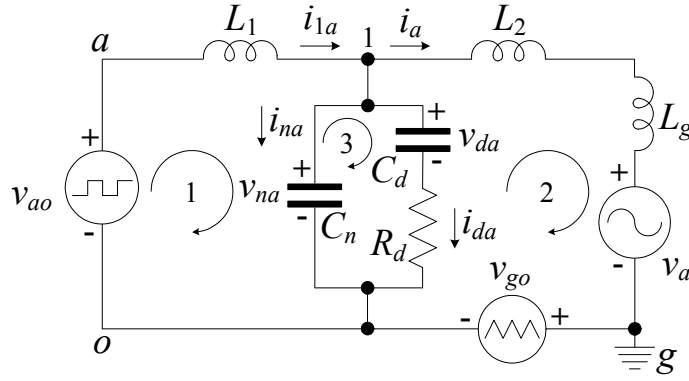 a
L1
i1a
1
ia
L2
Lg
+
ina
+
3
+
vda
-
Cd
+
vao
1
vna
2
+
-
-
Cn
Rd
ida
-
va
vgo
o
-
+
g